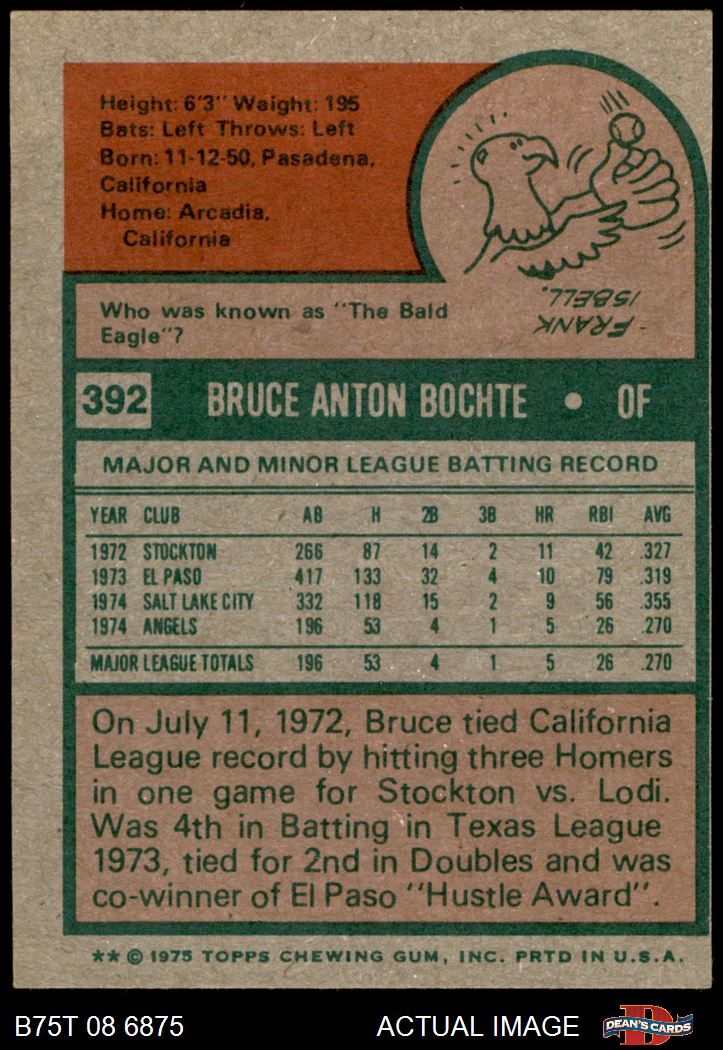 Height: 6'3" Weight: 195
Bats: Left Throws: Left
Born: 11-12-50, Pasadena,
California
Home: Arcadia,
California
Who was known as "The Bald
Eagle"?
-FRANK
ISBELL.
392 BRUCE ANTON BOCHTE • OF
MAJOR AND MINOR LEAGUE BATTING RECORD
YEAR CLUB AB H 2B 3B HR RBI AVG
1972 STOCKTON 266 87 14 2 11 42 .327
1973 EL PASO 417 133 32 4 10 79 .319
1974 SALT LAKE CITY 332 118 15 2 9 56 .355
1974 ANGELS 196 53 4 1 5 26 .270
MAJOR LEAGUE TOTALS 196 53 4 1 5 26 .270
On July 11, 1972, Bruce tied California
League record by hitting three Homers
in one game for Stockton vs. Lodi.
Was 4th in Batting in Texas League
1973, tied for 2nd in Doubles and was
co-winner of El Paso "Hustle Award".
** © 1975 TOPPS CHEWING GUM, INC. PRTD IN U.S.A.
B75T 08 6875 ACTUAL IMAGE D DEAN'S CARDS